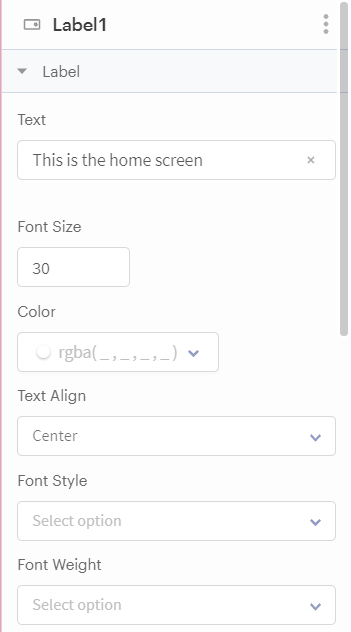 Label1
Label
Text
This is the home screen ×
Font Size
30
Color
rgba(_,_,_,_)
Text Align
Center
Font Style
Select option
Font Weight
Select option